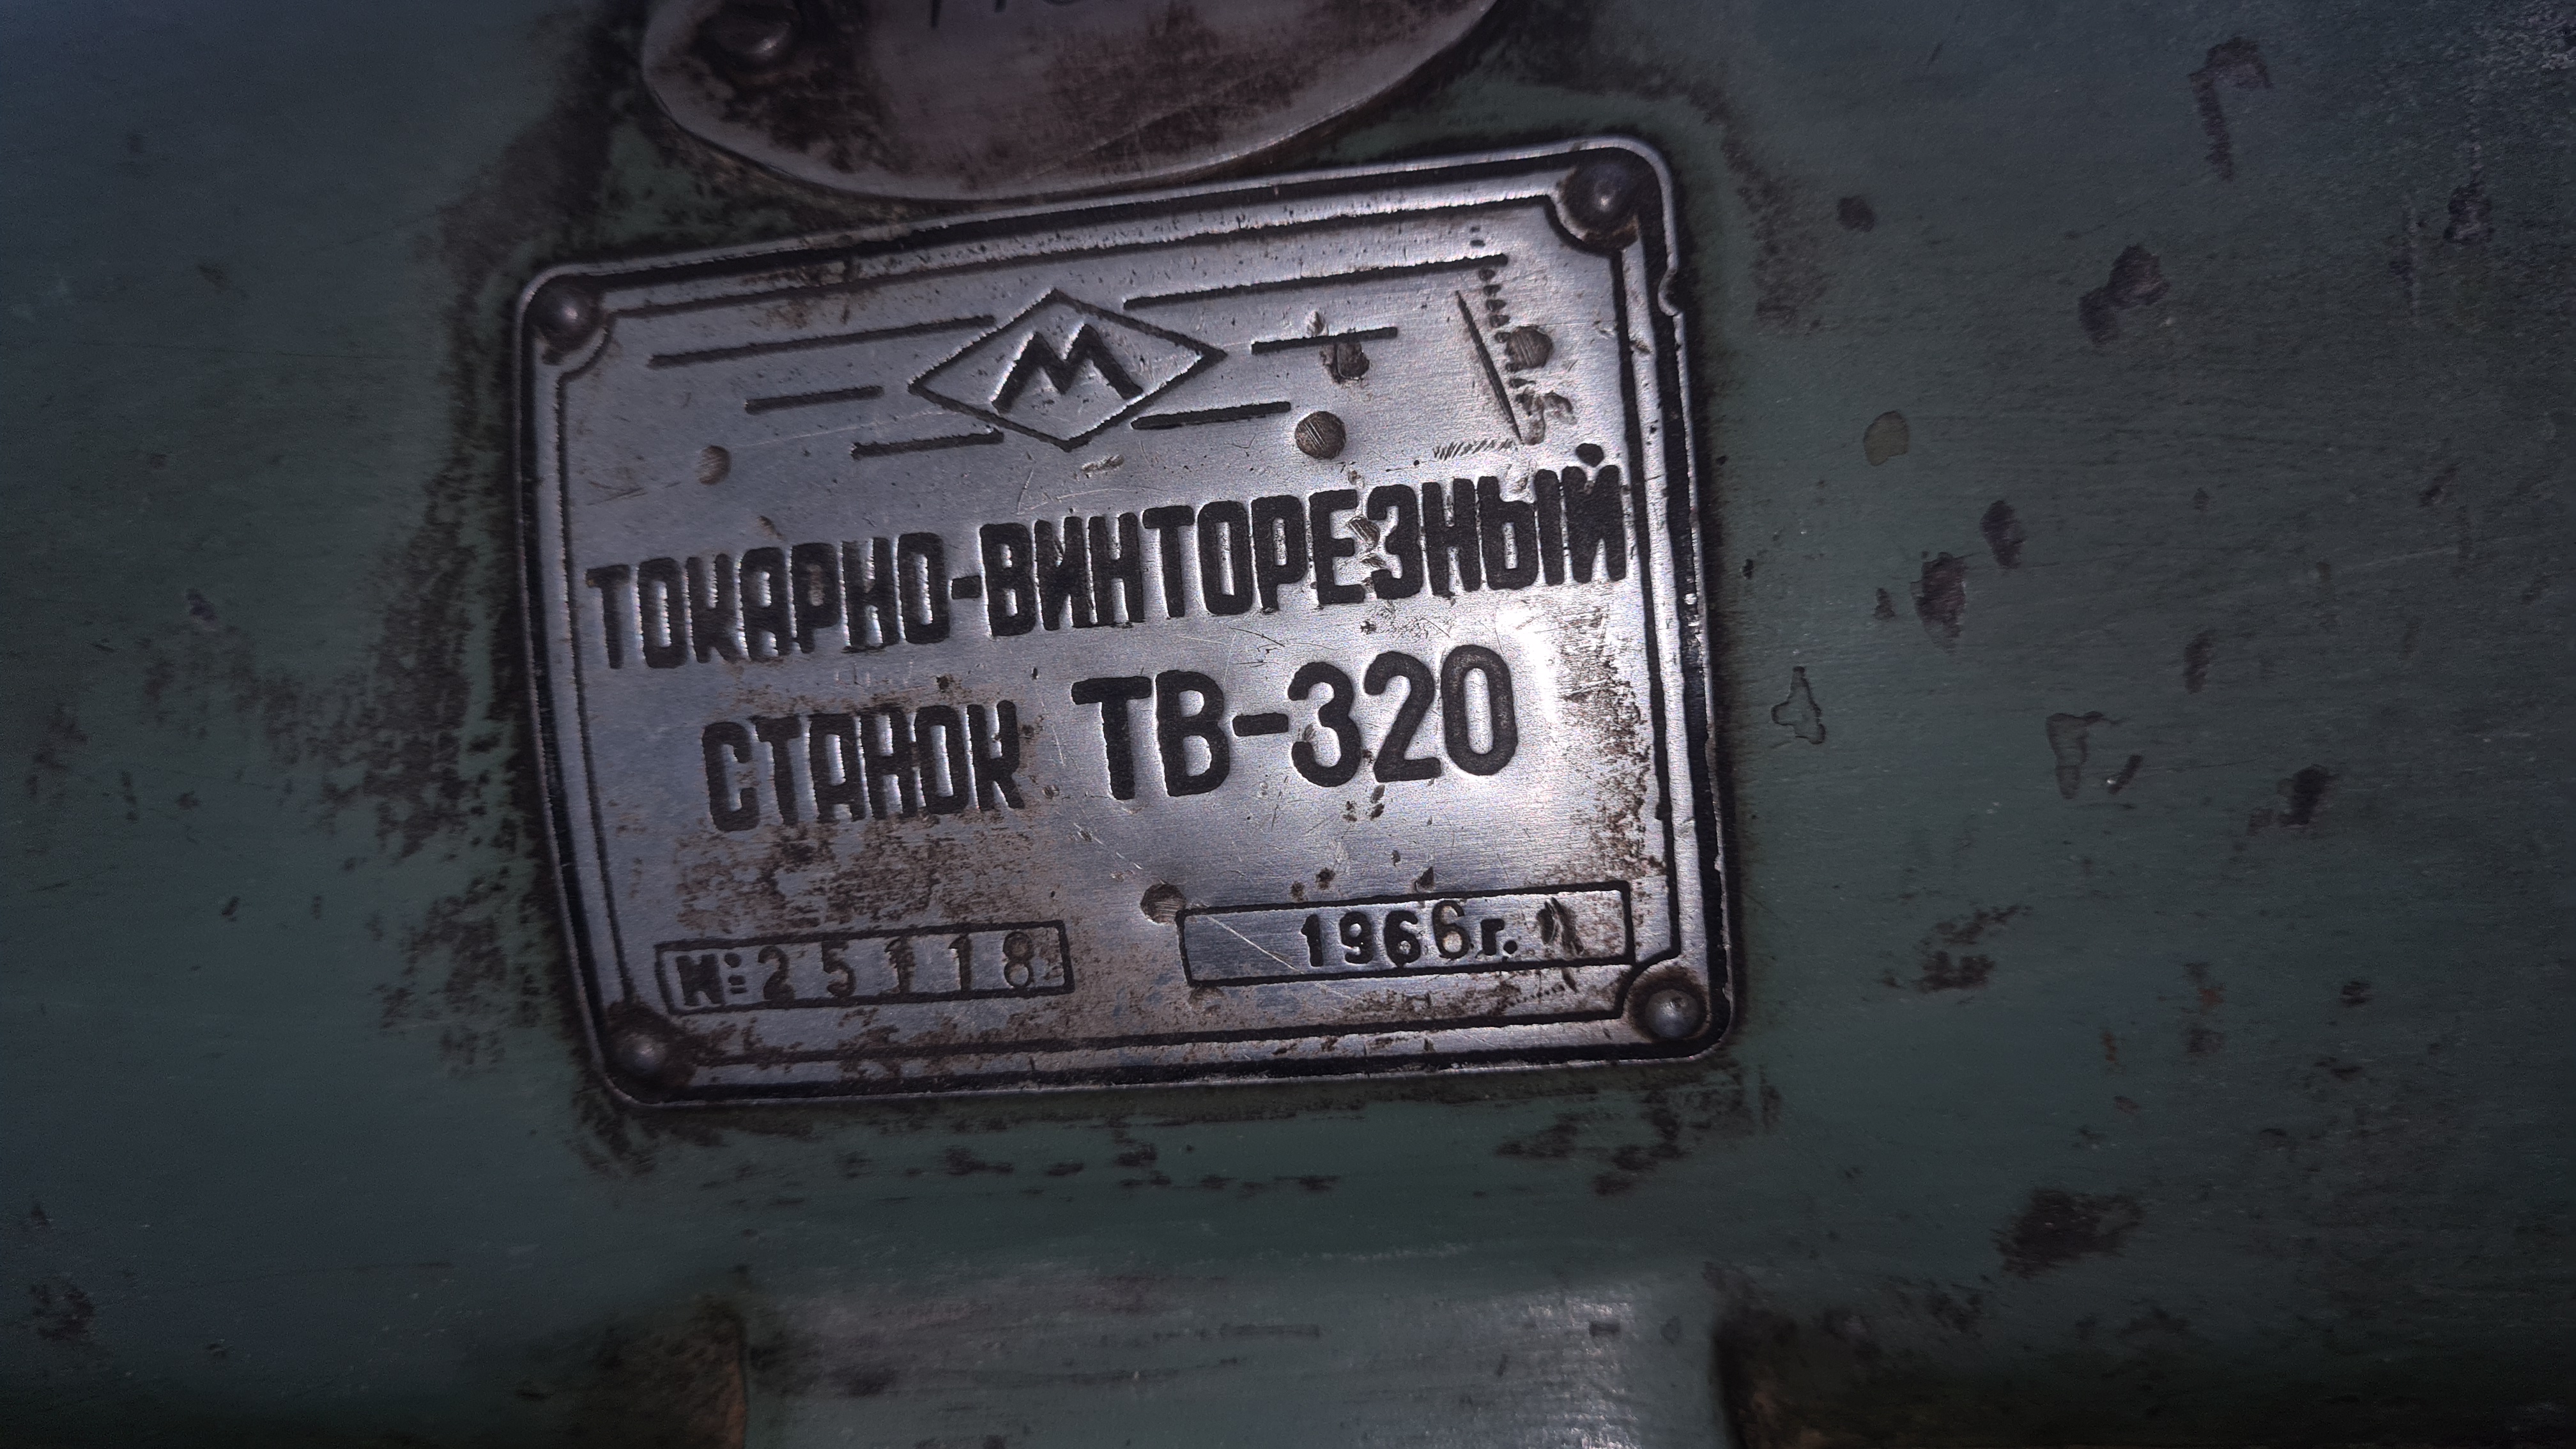 М
ТОКАРНО-ВИНТОРЕЗНЫЙ
СТАНОК ТВ-320
№ 25118
1966г.